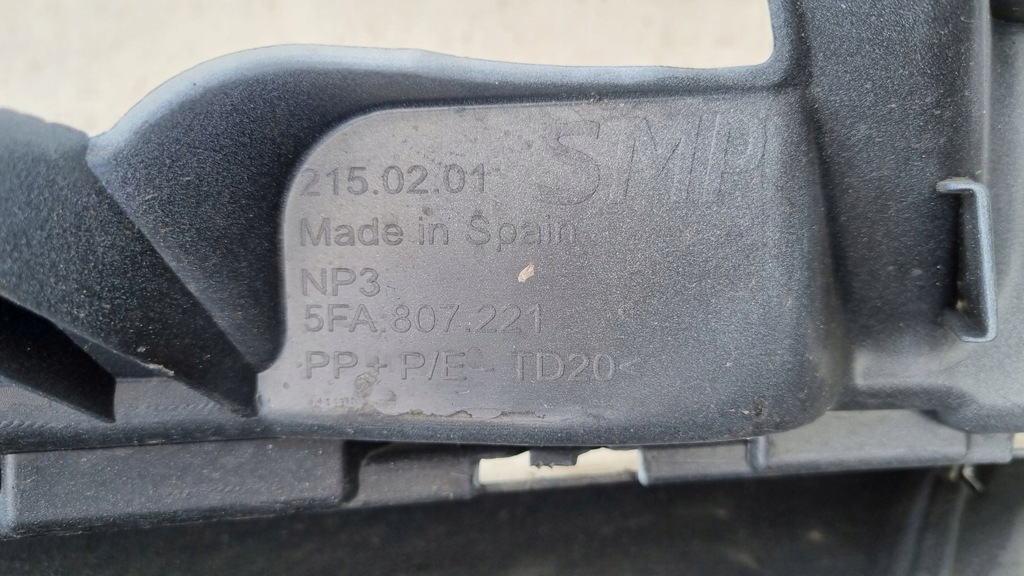 SMP
215.02.01
Made in Spain
NP3
5FA.807.221
PP + P/E - TD20<